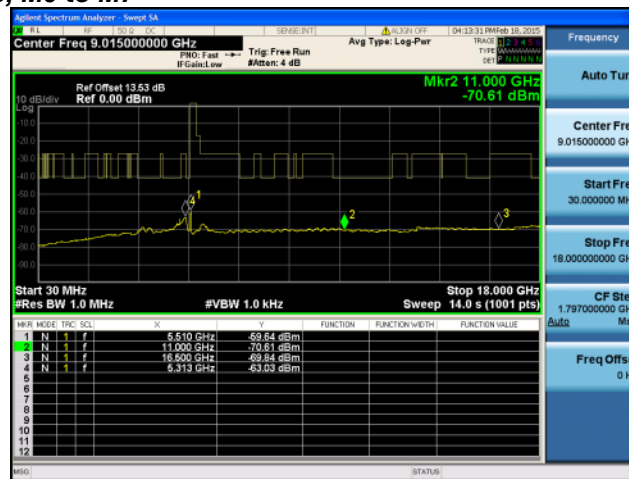 Agilent Spectrum Analyzer - Swept SA
RL RF 50 Ω DC SENSE:INT ALIGN OFF 04:13:31 PM Feb 18, 2015
Center Freq 9.015000000 GHz
PNO: Fast Trig: Free Run
IFGain:Low #Atten: 4 dB
Avg Type: Log-Pwr
TRACE 1 2 3 4 5 6
TYPE
DET P N N N N N
Ref Offset 13.53 dB
10 dB/div Ref 0.00 dBm
Log
Mkr2 11.000 GHz
-70.61 dBm
-10.0
-20.0
-30.0
-40.0
-50.0
-60.0
-70.0
-80.0
-90.0
4 1 2 3
Start 30 MHz Stop 18.000 GHz
#Res BW 1.0 MHz #VBW 1.0 kHz Sweep 14.0 s (1001 pts)
MKR MODE TRC SCL X Y FUNCTION FUNCTION WIDTH FUNCTION VALUE
1 N 1 f 5.510 GHz -59.64 dBm
2 N 1 f 11.000 GHz -70.61 dBm
3 N 1 f 16.500 GHz -69.84 dBm
4 N 1 f 5.313 GHz -63.03 dBm
5
6
7
8
9
10
11
12
MSG STATUS
Frequency
Auto Tun
Center Fre
9.015000000 GH
Start Fre
30.000000 MH
Stop Fre
18.000000000 GH
CF Ste
1.797000000 GH
Auto Ma
Freq Offs
0 H